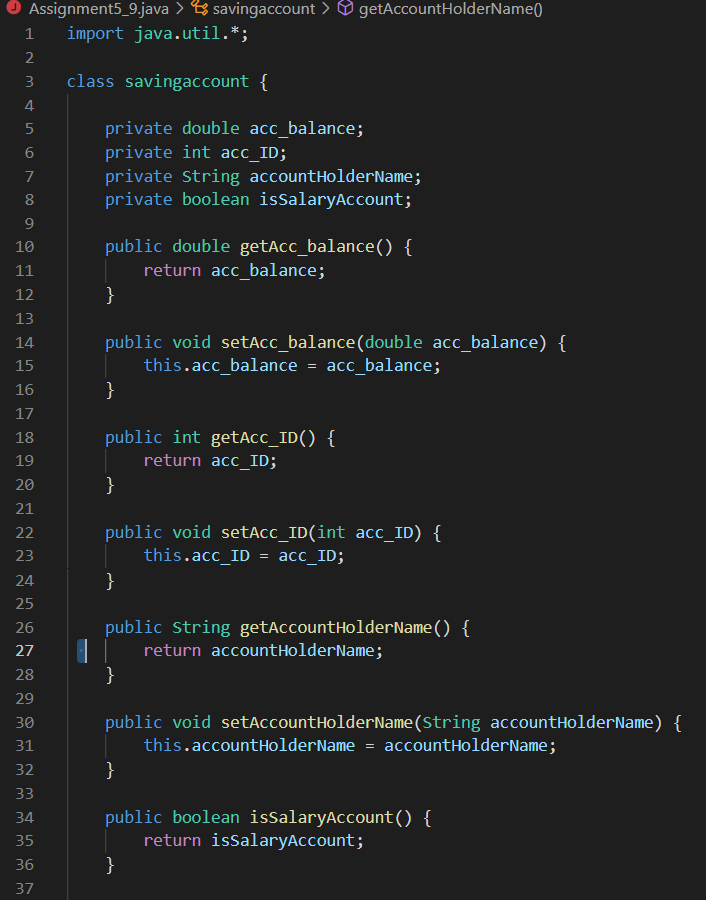 Assignment5_9.java > savingaccount > getAccountHolderName()
1 import java.util.*;
2
3 class savingaccount {
4
5     private double acc_balance;
6     private int acc_ID;
7     private String accountHolderName;
8     private boolean isSalaryAccount;
9
10     public double getAcc_balance() {
11         return acc_balance;
12     }
13
14     public void setAcc_balance(double acc_balance) {
15         this.acc_balance = acc_balance;
16     }
17
18     public int getAcc_ID() {
19         return acc_ID;
20     }
21
22     public void setAcc_ID(int acc_ID) {
23         this.acc_ID = acc_ID;
24     }
25
26     public String getAccountHolderName() {
27         return accountHolderName;
28     }
29
30     public void setAccountHolderName(String accountHolderName) {
31         this.accountHolderName = accountHolderName;
32     }
33
34     public boolean isSalaryAccount() {
35         return isSalaryAccount;
36     }
37